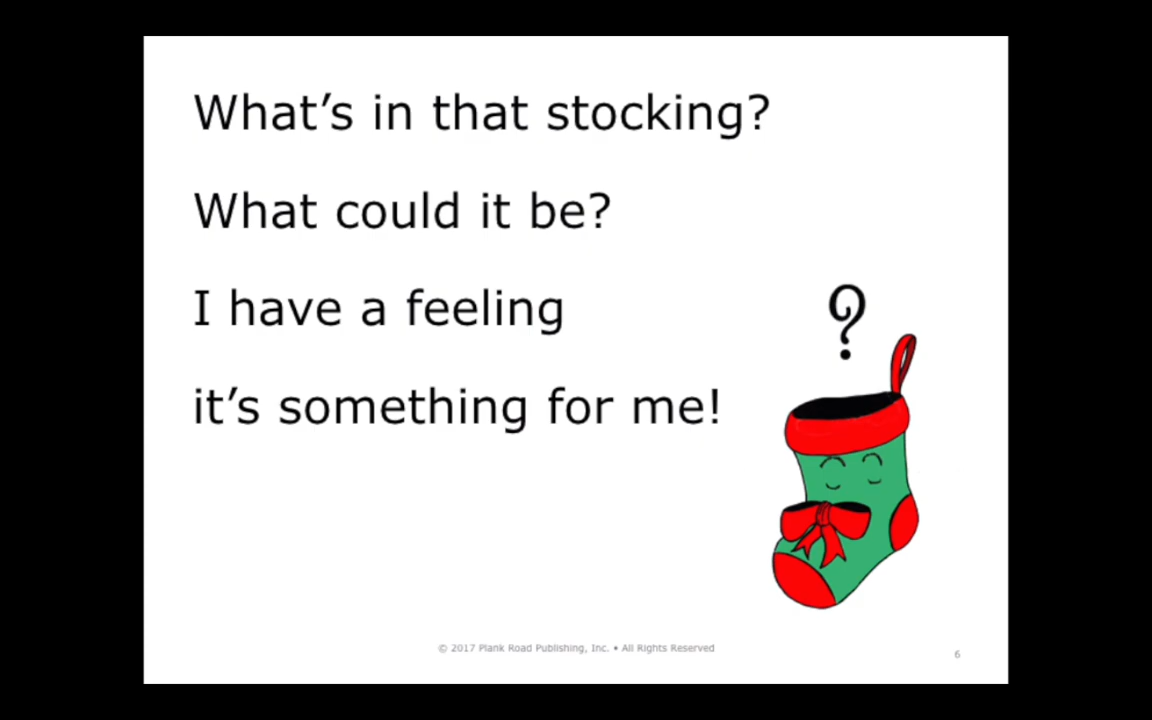 What’s in that stocking?
What could it be?
I have a feeling
it’s something for me!
?
© 2017 Plank Road Publishing, Inc. • All Rights Reserved
6